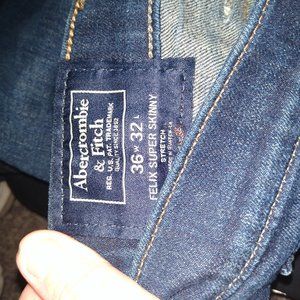 Abercrombie
& Fitch
REG. U.S. PAT. TRADEMARK
QUALITY SINCE 1892
36 W 32 L
FELIX SUPER SKINNY
STRETCH